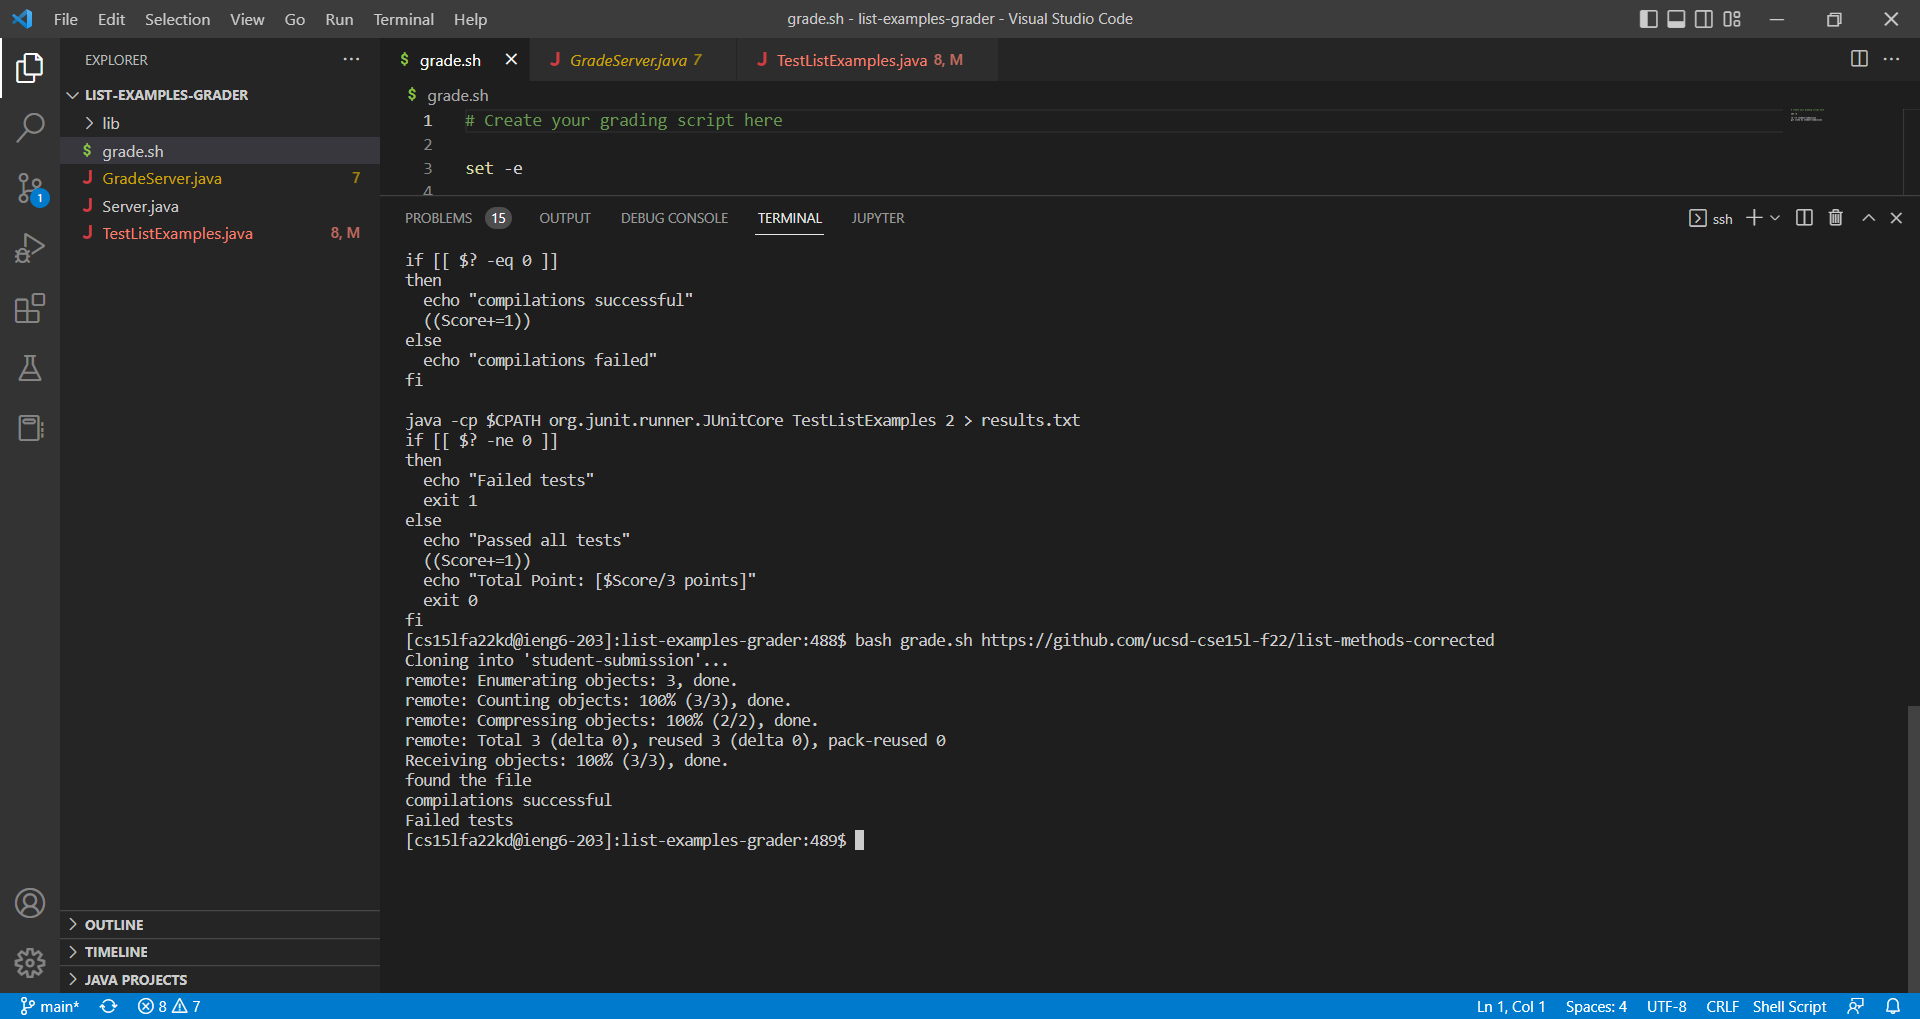 File Edit Selection View Go Run Terminal Help
grade.sh - list-examples-grader - Visual Studio Code
EXPLORER
LIST-EXAMPLES-GRADER
lib
$ grade.sh
J GradeServer.java 7
J Server.java
J TestListExamples.java 8, M
OUTLINE
TIMELINE
JAVA PROJECTS
1
$ grade.sh
J GradeServer.java 7
J TestListExamples.java 8, M
$ grade.sh
1 # Create your grading script here
2
3 set -e
4
PROBLEMS 15 OUTPUT DEBUG CONSOLE TERMINAL JUPYTER
ssh
if [[ $? -eq 0 ]]
then
  echo "compilations successful"
  ((Score+=1))
else
  echo "compilations failed"
fi
java -cp $CPATH org.junit.runner.JUnitCore TestListExamples 2 > results.txt
if [[ $? -ne 0 ]]
then
  echo "Failed tests"
  exit 1
else
  echo "Passed all tests"
  ((Score+=1))
  echo "Total Point: [$Score/3 points]"
  exit 0
fi
[cs15lfa22kd@ieng6-203]:list-examples-grader:488$ bash grade.sh https://github.com/ucsd-cse15l-f22/list-methods-corrected
Cloning into 'student-submission'...
remote: Enumerating objects: 3, done.
remote: Counting objects: 100% (3/3), done.
remote: Compressing objects: 100% (2/2), done.
remote: Total 3 (delta 0), reused 3 (delta 0), pack-reused 0
Receiving objects: 100% (3/3), done.
found the file
compilations successful
Failed tests
[cs15lfa22kd@ieng6-203]:list-examples-grader:489$
main* 8 7
Ln 1, Col 1 Spaces: 4 UTF-8 CRLF Shell Script